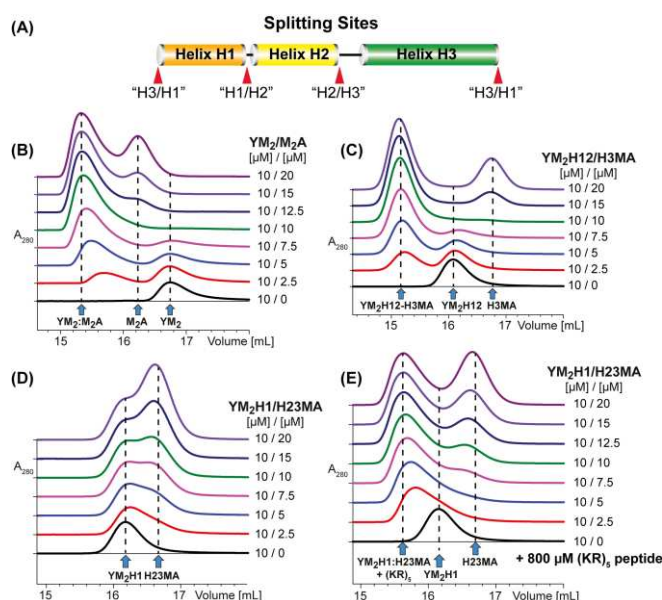 (A)
Splitting Sites
Helix H1 Helix H2 Helix H3
"H3/H1" "H1/H2" "H2/H3" "H3/H1"
(B)
YM₂/M₂A
[µM] / [µM]
10 / 20
10 / 15
10 / 12.5
10 / 10
10 / 7.5
10 / 5
10 / 2.5
10 / 0
A₂₈₀
YM₂:M₂A M₂A YM₂
15 16 17 Volume [mL]
(C)
YM₂H12/H3MA
[µM] / [µM]
10 / 20
10 / 15
10 / 10
10 / 7.5
10 / 5
10 / 2.5
10 / 0
A₂₈₀
YM₂H12-H3MA YM₂H12 H3MA
15 16 17 Volume [mL]
(D)
YM₂H1/H23MA
[µM] / [µM]
10 / 20
10 / 15
10 / 10
10 / 7.5
10 / 5
10 / 2.5
10 / 0
A₂₈₀
YM₂H1 H23MA
15 16 17 18 Volume [mL]
(E)
YM₂H1/H23MA
[µM] / [µM]
10 / 20
10 / 15
10 / 12.5
10 / 10
10 / 7.5
10 / 5
10 / 2.5
10 / 0
A₂₈₀
YM₂H1:H23MA
+ (KR)₅
YM₂H1
H23MA
+ 800 µM (KR)₅ peptide
15 16 17 18 Volume [mL]